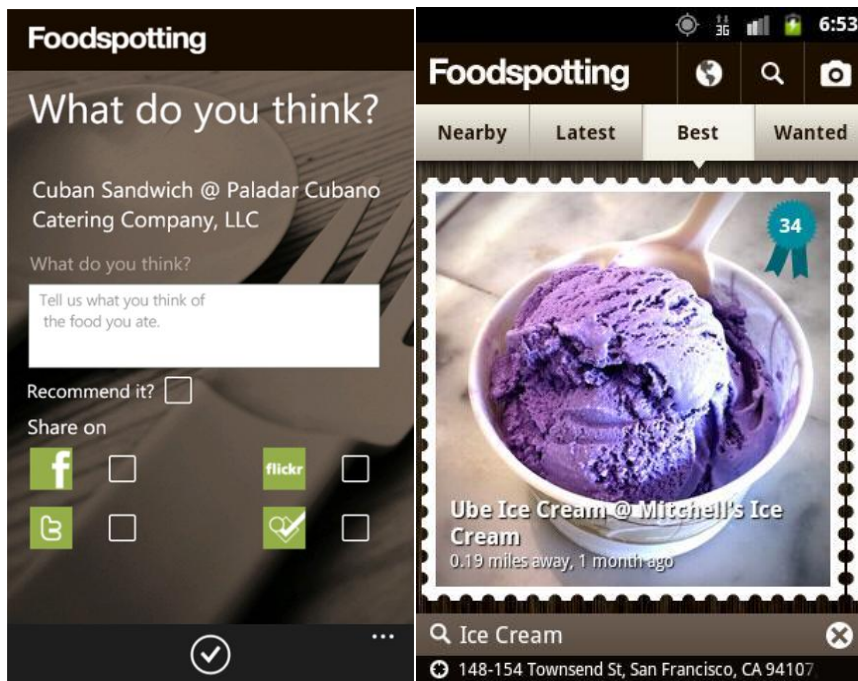 Foodspotting
What do you think?
Cuban Sandwich @ Paladar Cubano
Catering Company, LLC
What do you think?
Tell us what you think of
the food you ate.
Recommend it?
Share on
f
flickr
t
...
3G
6:53
Foodspotting
Nearby
Latest
Best
Wanted
34
Ube Ice Cream @ Mitchell's Ice
Cream
0.19 miles away, 1 month ago
Ice Cream
148-154 Townsend St, San Francisco, CA 94107,